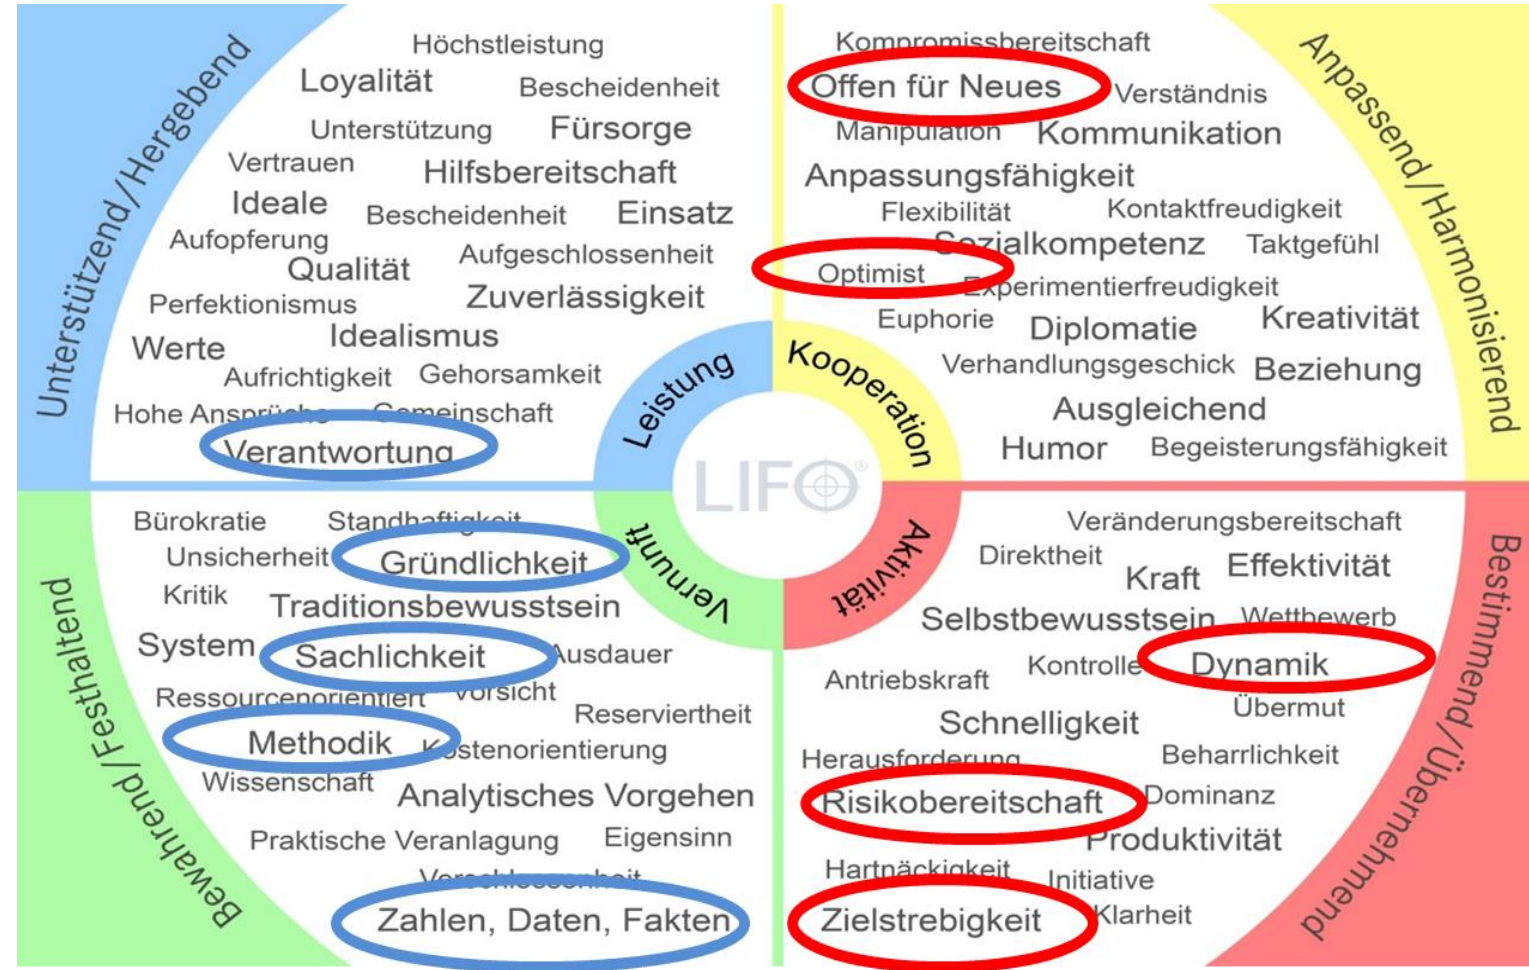 Unterstützend/Hergebend
Höchstleistung
Loyalität
Bescheidenheit
Unterstützung
Fürsorge
Vertrauen
Hilfsbereitschaft
Ideale
Bescheidenheit
Einsatz
Aufopferung
Aufgeschlossenheit
Qualität
Perfektionismus
Zuverlässigkeit
Idealismus
Werte
Aufrichtigkeit
Gehorsamkeit
Hohe Ansprüche
Gemeinschaft
Verantwortung
Leistung
Anpassend/Harmonisierend
Kompromissbereitschaft
Offen für Neues
Verständnis
Manipulation
Kommunikation
Anpassungsfähigkeit
Flexibilität
Kontaktfreudigkeit
Sozialkompetenz
Taktgefühl
Optimist
Experimentierfreudigkeit
Euphorie
Diplomatie
Kreativität
Verhandlungsgeschick
Beziehung
Ausgleichend
Humor
Begeisterungsfähigkeit
Kooperation
LIFO®
Bewahrend/Festhaltend
Bürokratie
Standhaftigkeit
Unsicherheit
Gründlichkeit
Kritik
Traditionsbewusstsein
System
Sachlichkeit
Ausdauer
Ressourcenorientiert
Vorsicht
Reserviertheit
Methodik
Kostenorientierung
Wissenschaft
Analytisches Vorgehen
Praktische Veranlagung
Eigensinn
Verschlossenheit
Zahlen, Daten, Fakten
Vernunft
Bestimmend/Übernehmend
Veränderungsbereitschaft
Direktheit
Kraft
Effektivität
Selbstbewusstsein
Wettbewerb
Antriebskraft
Kontrolle
Dynamik
Schnelligkeit
Übermut
Herausforderung
Beharrlichkeit
Risikobereitschaft
Dominanz
Produktivität
Hartnäckigkeit
Initiative
Zielstrebigkeit
Klarheit
Aktivität